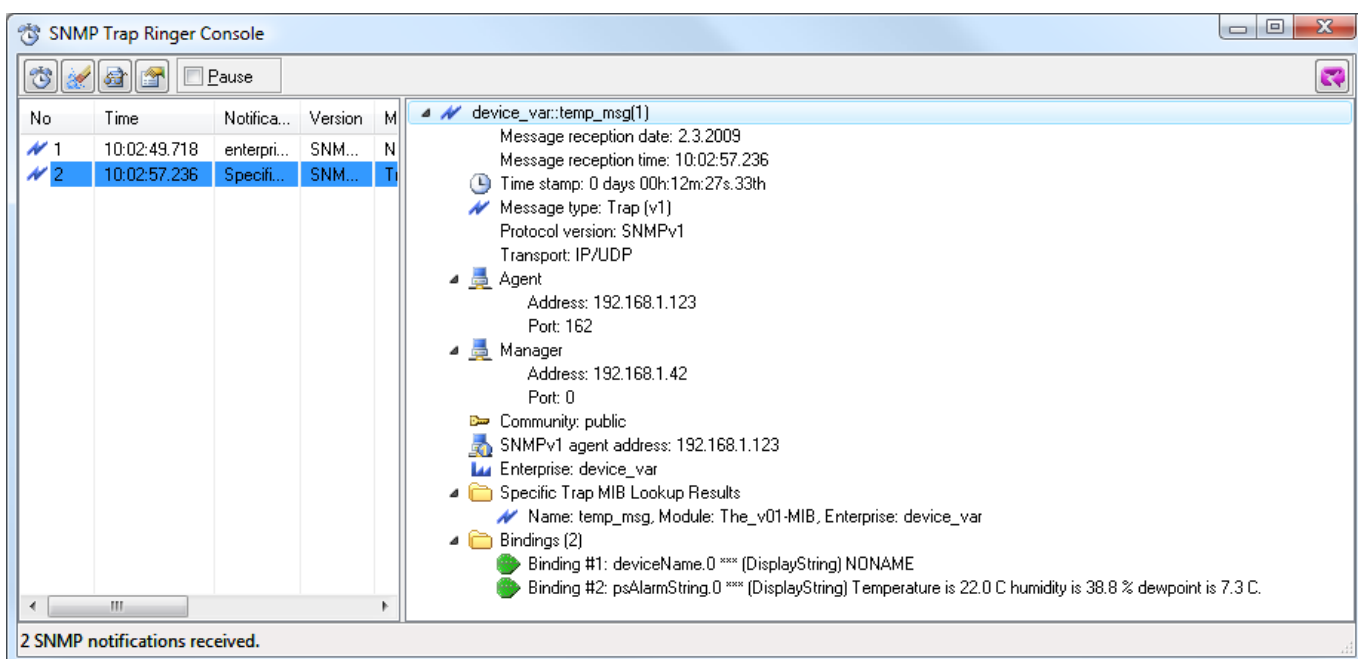 SNMP Trap Ringer Console
Pause
No Time Notifica... Version M
1 10:02:49.718 enterpri... SNM... N
2 10:02:57.236 Specifi... SNM... Tr
device_var::temp_msg(1)
Message reception date: 2.3.2009
Message reception time: 10:02:57.236
Time stamp: 0 days 00h:12m:27s.33th
Message type: Trap (v1)
Protocol version: SNMPv1
Transport: IP/UDP
Agent
Address: 192.168.1.123
Port: 162
Manager
Address: 192.168.1.42
Port: 0
Community: public
SNMPv1 agent address: 192.168.1.123
Enterprise: device_var
Specific Trap MIB Lookup Results
Name: temp_msg, Module: The_v01-MIB, Enterprise: device_var
Bindings (2)
Binding #1: deviceName.0 *** (DisplayString) NONAME
Binding #2: psAlarmString.0 *** (DisplayString) Temperature is 22.0 C humidity is 38.8 % dewpoint is 7.3 C.
2 SNMP notifications received.